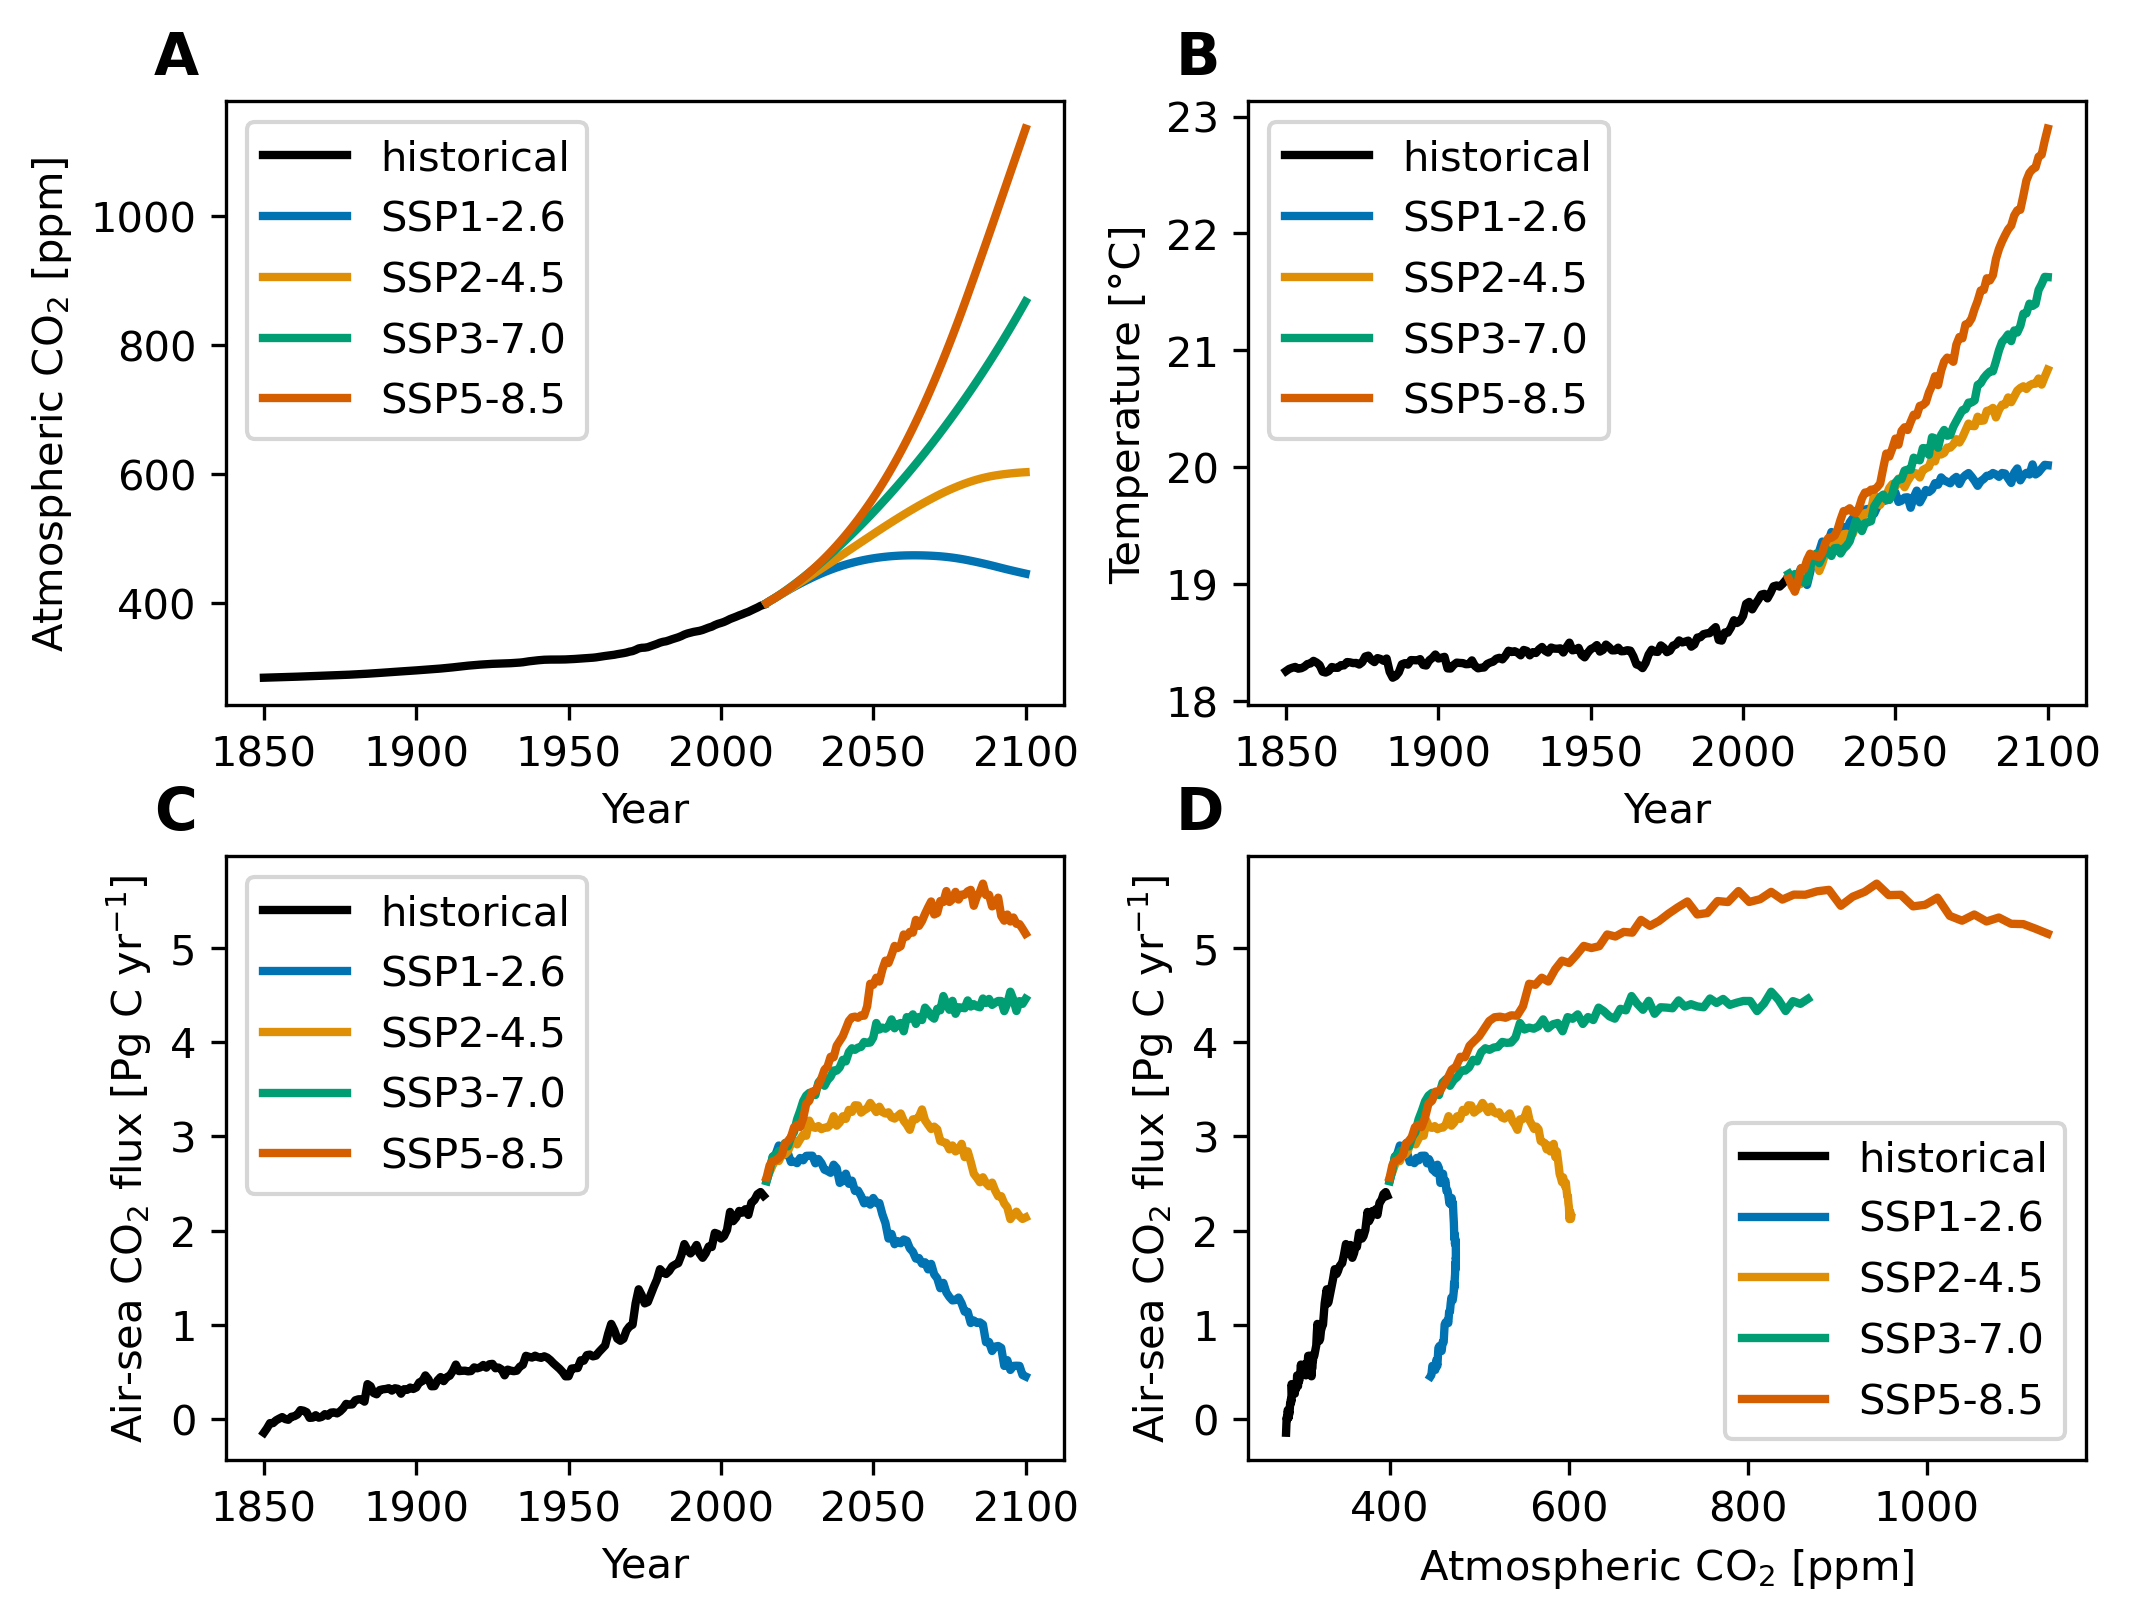 A
Atmospheric CO₂ [ppm]
1000
800
600
400
historical
SSP1-2.6
SSP2-4.5
SSP3-7.0
SSP5-8.5
1850 1900 1950 2000 2050 2100
Year
B
Temperature [°C]
23
22
21
20
19
18
historical
SSP1-2.6
SSP2-4.5
SSP3-7.0
SSP5-8.5
1850 1900 1950 2000 2050 2100
Year
C
Air-sea CO₂ flux [Pg C yr⁻¹]
5
4
3
2
1
0
historical
SSP1-2.6
SSP2-4.5
SSP3-7.0
SSP5-8.5
1850 1900 1950 2000 2050 2100
Year
D
Air-sea CO₂ flux [Pg C yr⁻¹]
5
4
3
2
1
0
historical
SSP1-2.6
SSP2-4.5
SSP3-7.0
SSP5-8.5
400 600 800 1000
Atmospheric CO₂ [ppm]